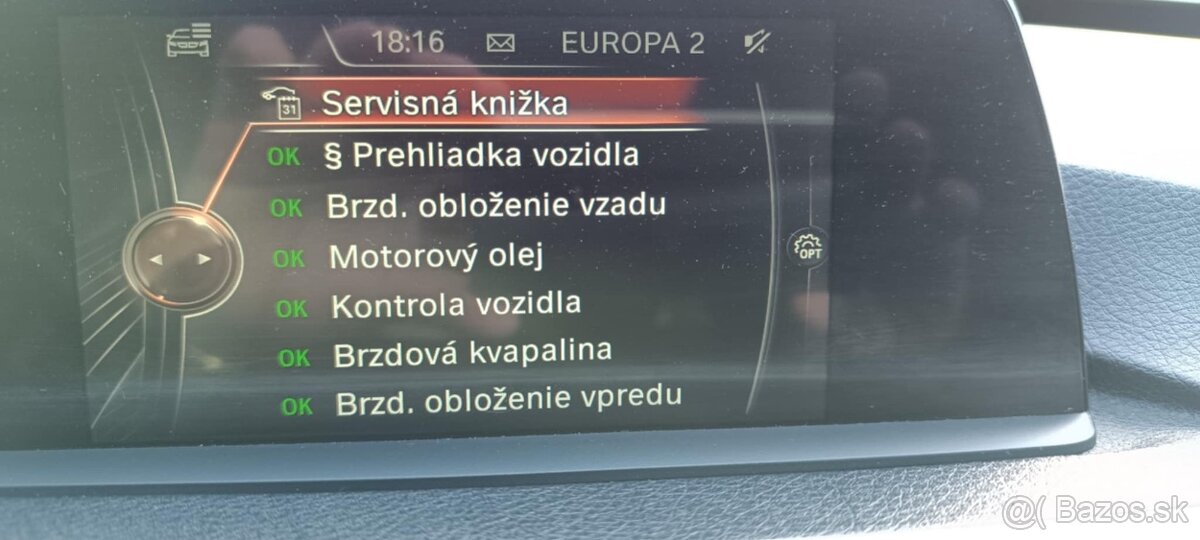 18:16 EUROPA 2
31 Servisná knižka
OK § Prehliadka vozidla
OK Brzd. obloženie vzadu
OK Motorový olej
OPT
OK Kontrola vozidla
OK Brzdová kvapalina
OK Brzd. obloženie vpredu
@( Bazos.sk